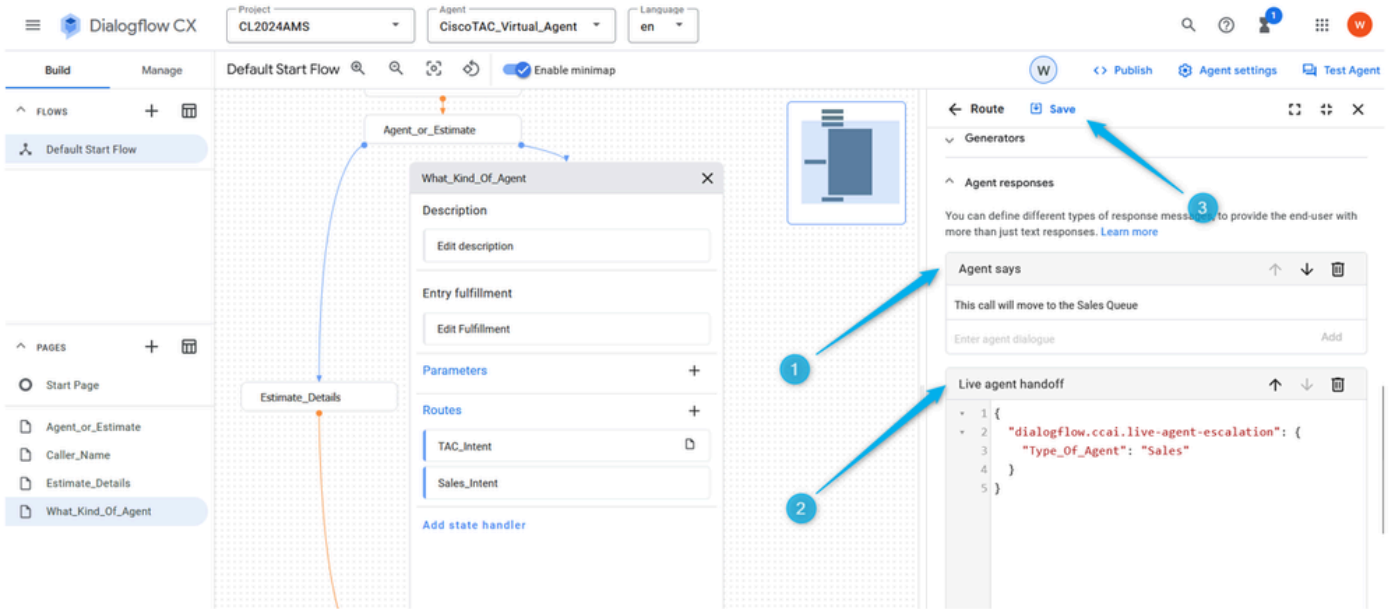 Dialogflow CX
Project
CL2024AMS
Agent
CiscoTAC_Virtual_Agent
Language
en
1
W
Build
Manage
Default Start Flow
Enable minimap
W
Publish
Agent settings
Test Agent
FLOWS
Default Start Flow
PAGES
Start Page
Agent_or_Estimate
Caller_Name
Estimate_Details
What_Kind_Of_Agent
Agent_or_Estimate
Estimate_Details
What_Kind_Of_Agent
Description
Edit description
Entry fulfillment
Edit Fulfillment
Parameters
Routes
TAC_Intent
Sales_Intent
Add state handler
Route
Save
Generators
Agent responses
You can define different types of response messages, to provide the end-user with
more than just text responses. Learn more
3
Agent says
This call will move to the Sales Queue
Enter agent dialogue
Add
1
Live agent handoff
1 {
2 "dialogflow.ccai.live-agent-escalation": {
3 "Type_Of_Agent": "Sales"
4 }
5 }
2